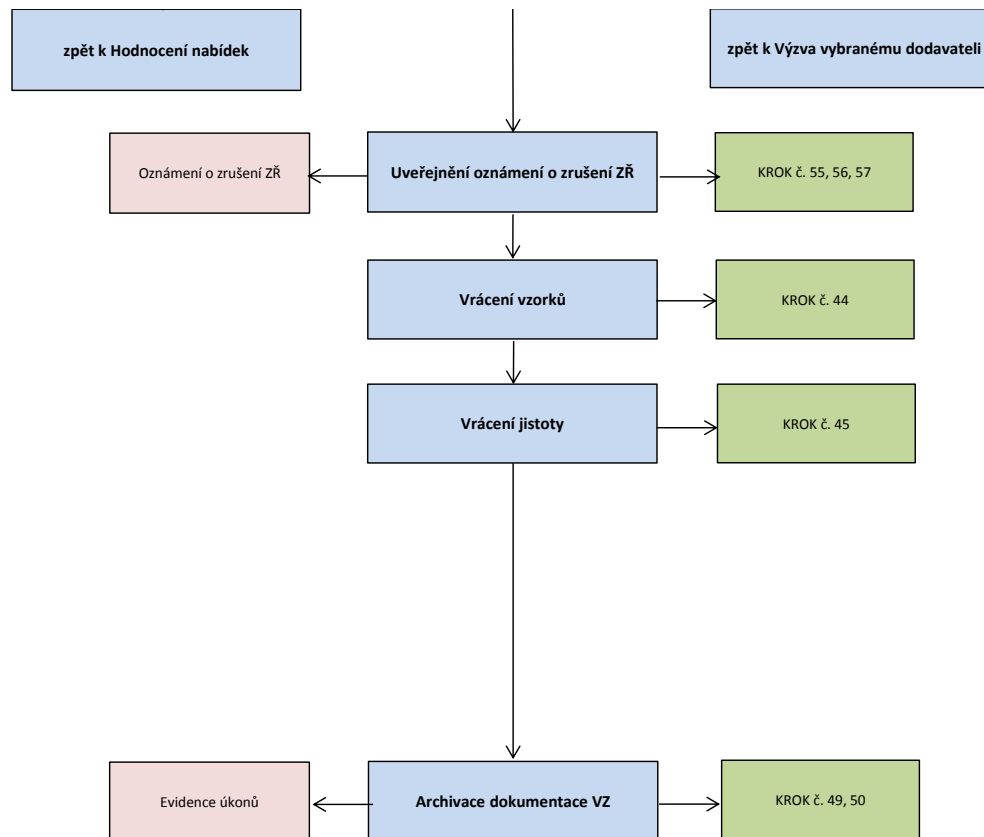 zpět k Hodnocení nabídek
zpět k Výzva vybranému dodavateli
Oznámení o zrušení ZŘ
Uveřejnění oznámení o zrušení ZŘ
KROK č. 55, 56, 57
Vrácení vzorků
KROK č. 44
Vrácení jistoty
KROK č. 45
Evidence úkonů
Archivace dokumentace VZ
KROK č. 49, 50